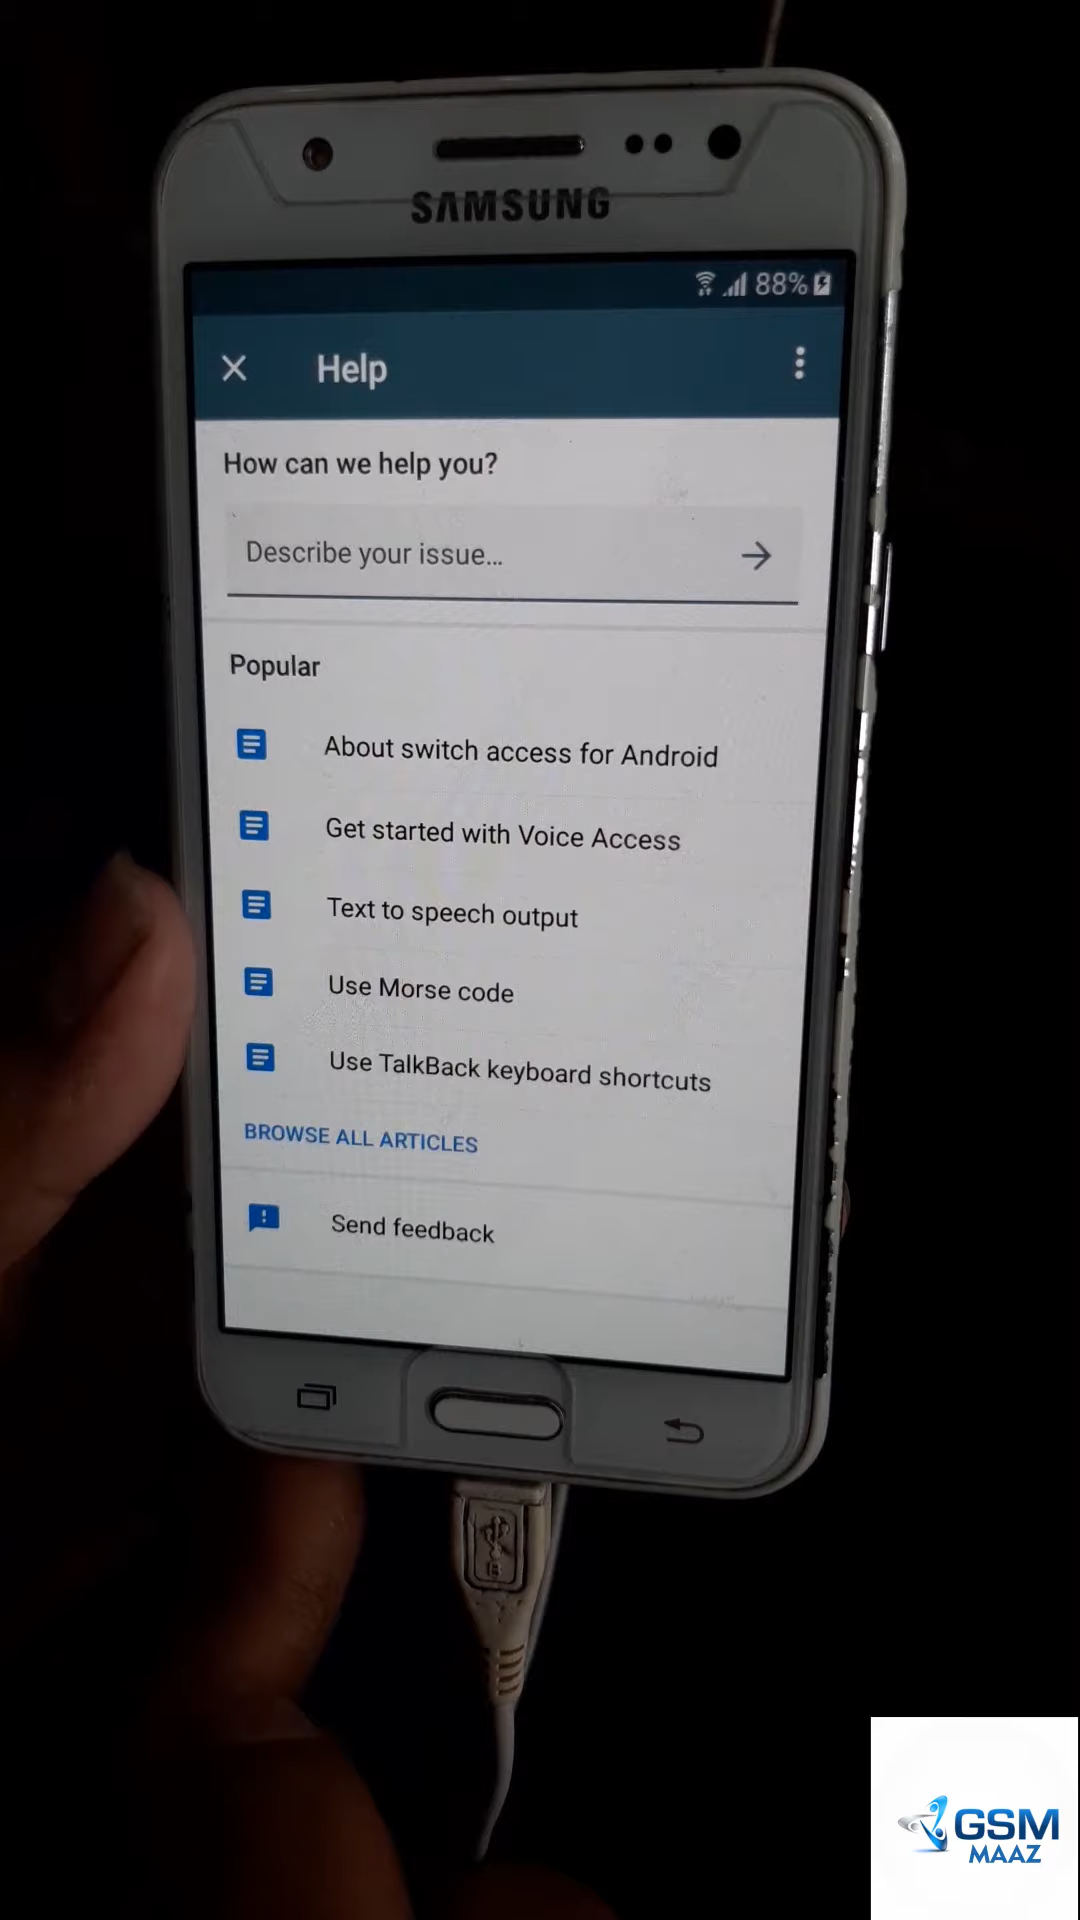 SAMSUNG
88%
Help
How can we help you?
Describe your issue...
Popular
About switch access for Android
Get started with Voice Access
Text to speech output
Use Morse code
Use TalkBack keyboard shortcuts
BROWSE ALL ARTICLES
Send feedback
GSM
MAAZ